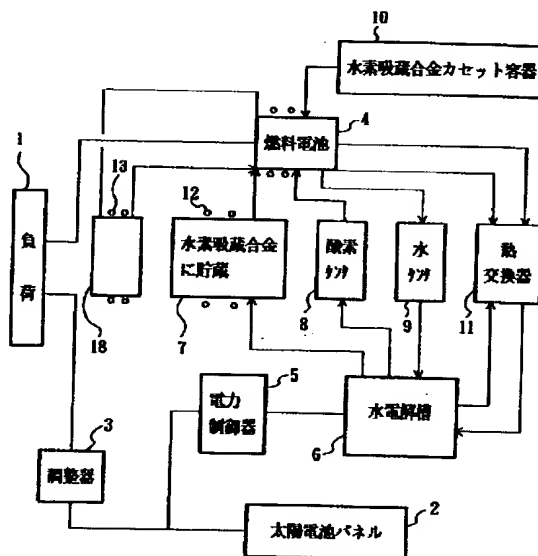 10
水素吸蔵合金カセット容器
4
燃料電池
1
負
荷
13
18
12
水素吸蔵合金
に貯蔵
7
酸素
タンク
8
水
タンク
9
熱
交換器
11
5
電力
制御器
水電解槽
6
3
調整器
太陽電池パネル
2